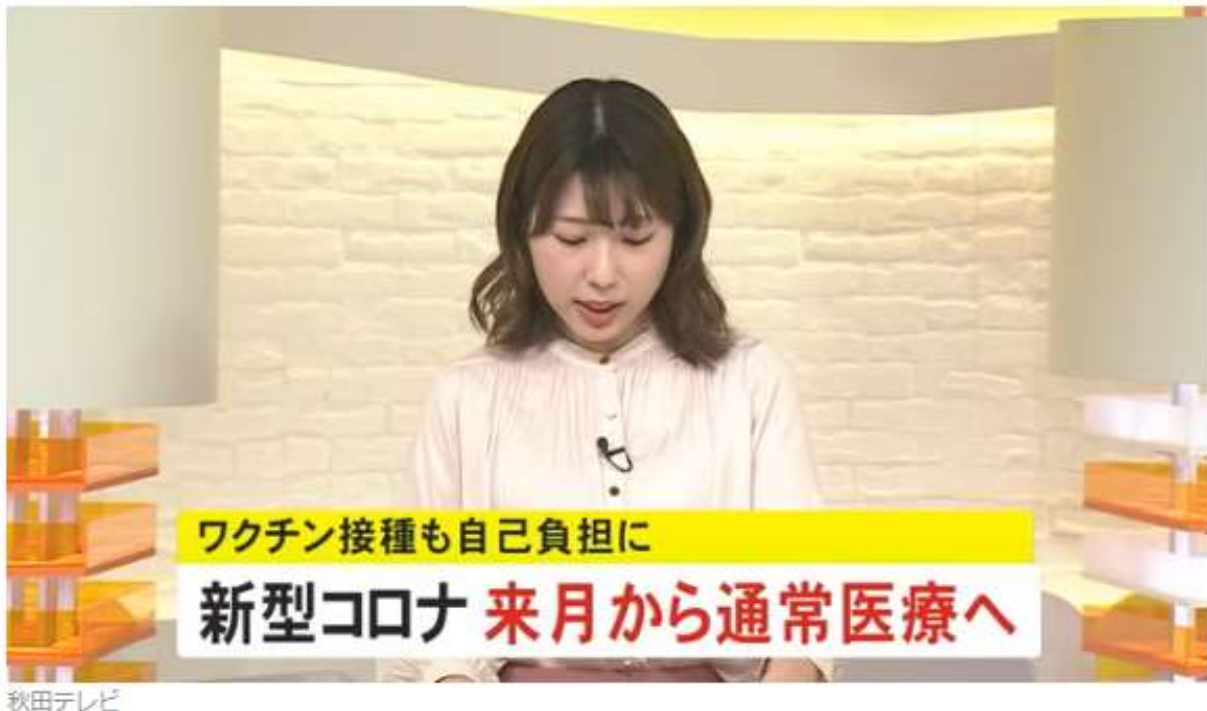 ワクチン接種も自己負担に
新型コロナ 来月から通常医療へ
秋田テレビ